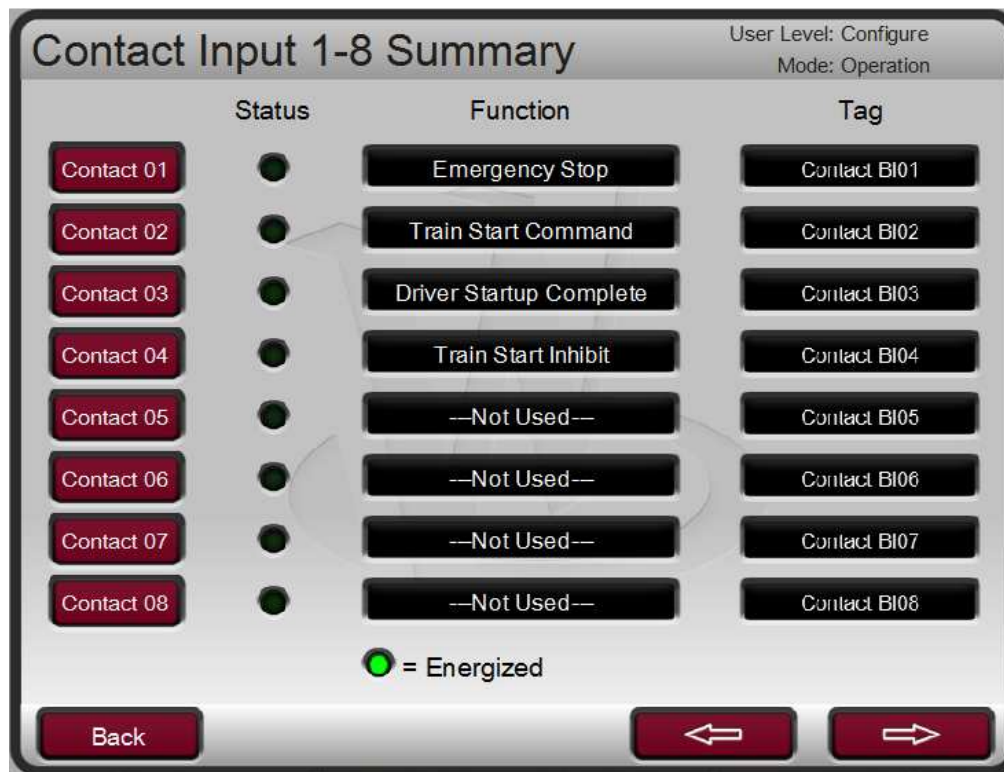 Contact Input 1-8 Summary
User Level: Configure
Mode: Operation
Status Function Tag
Contact 01 Emergency Stop Contact BI01
Contact 02 Train Start Command Contact BI02
Contact 03 Driver Startup Complete Contact BI03
Contact 04 Train Start Inhibit Contact BI04
Contact 05 ---Not Used--- Contact BI05
Contact 06 ---Not Used--- Contact BI06
Contact 07 ---Not Used--- Contact BI07
Contact 08 ---Not Used--- Contact BI08
= Energized
Back